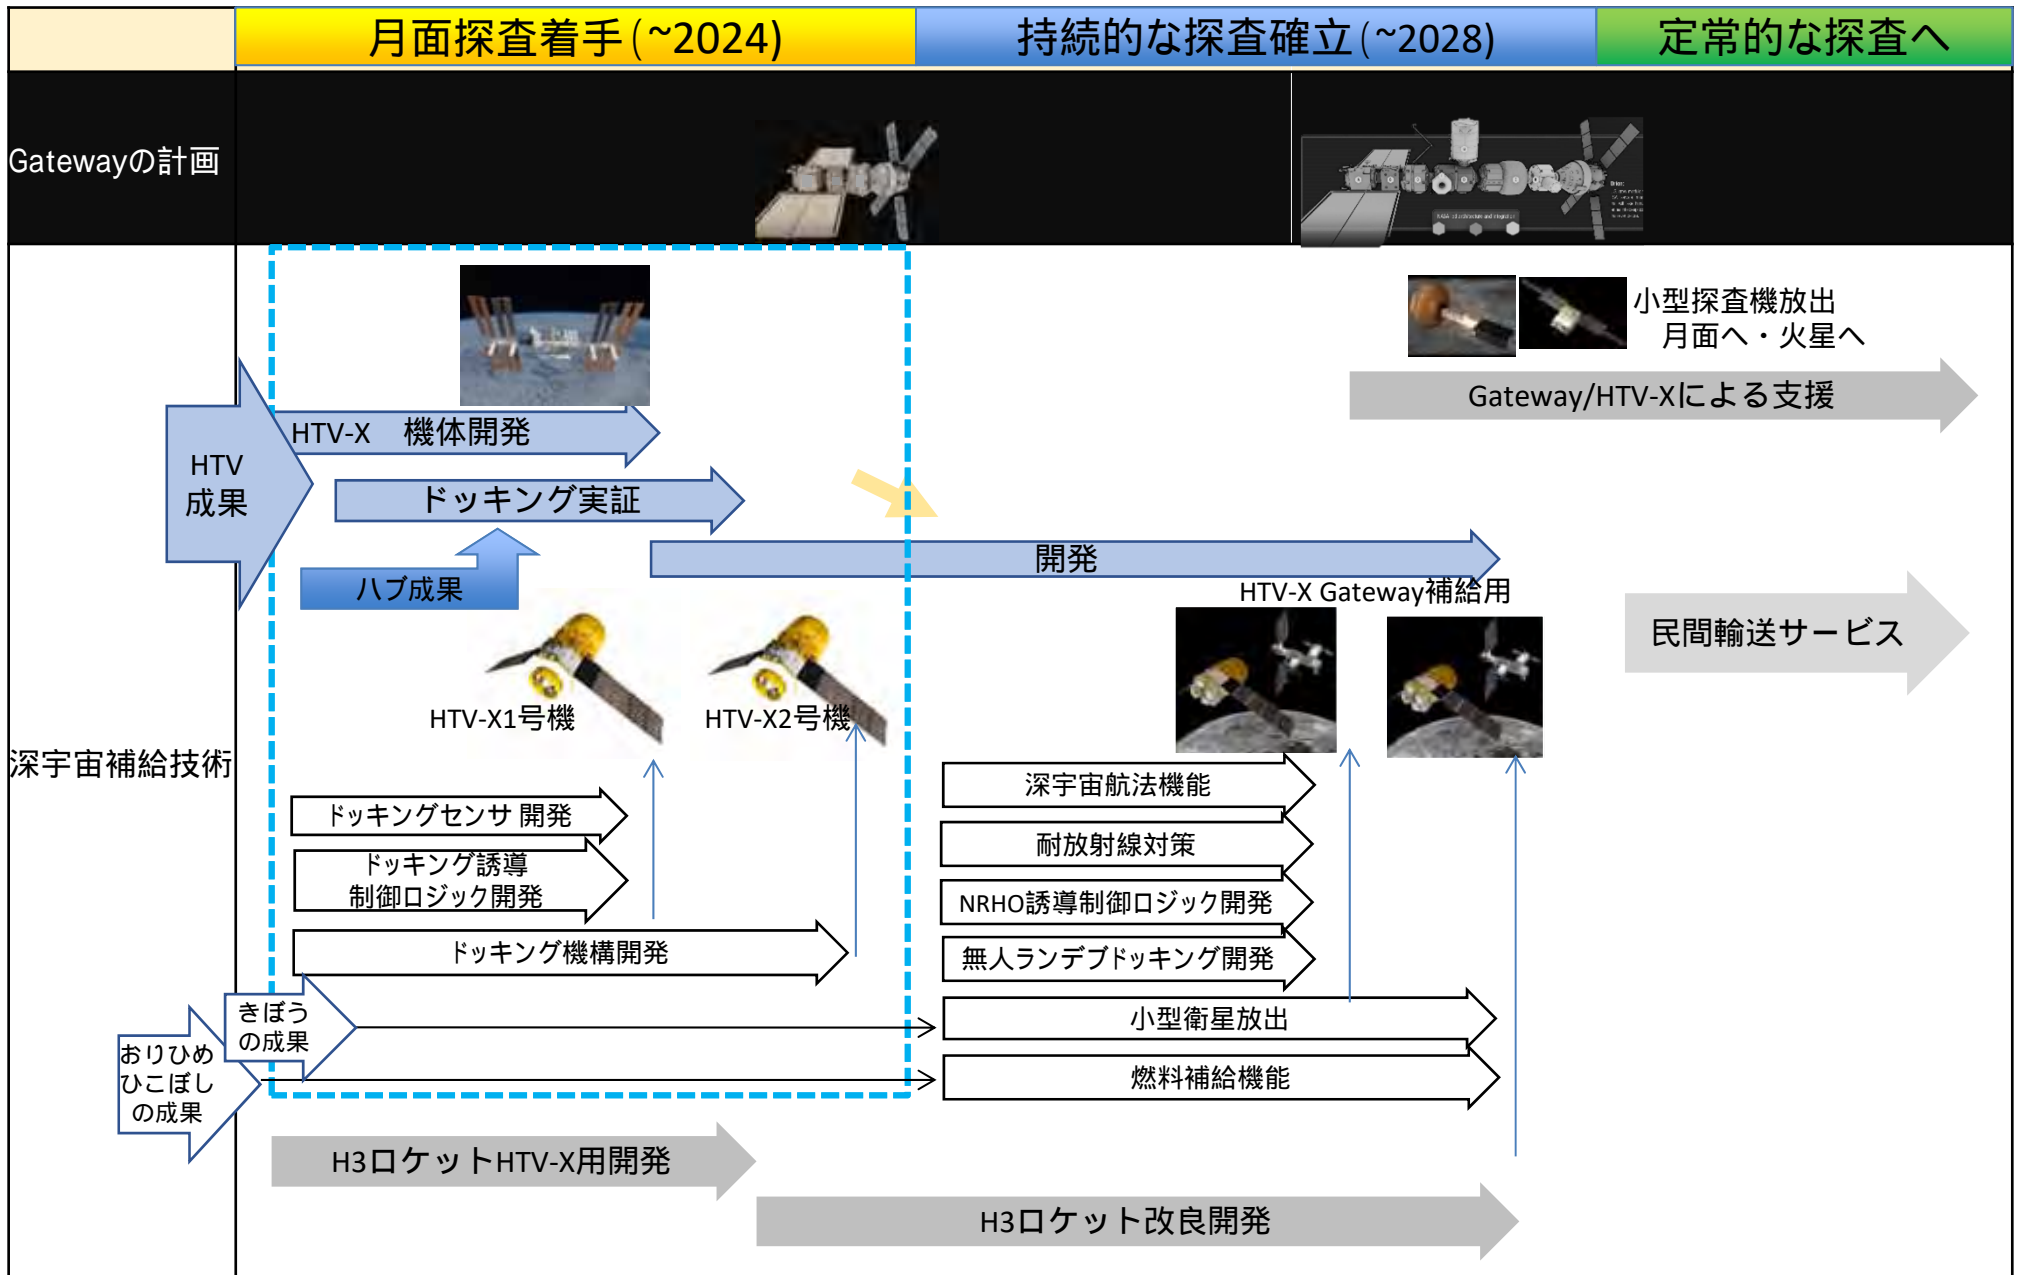 月面探査着手(~2024)
持続的な探査確立(~2028)
定常的な探査へ
Gatewayの計画
小型探査機放出
月面へ・火星へ
Gateway/HTV-Xによる支援
HTV
成果
HTV-X 機体開発
ドッキング実証
ハブ成果
開発
HTV-X Gateway補給用
民間輸送サービス
HTV-X1号機
HTV-X2号機
深宇宙補給技術
ドッキングセンサ 開発
ドッキング誘導
制御ロジック開発
ドッキング機構開発
深宇宙航法機能
耐放射線対策
NRHO誘導制御ロジック開発
無人ランデブドッキング開発
きぼう
の成果
小型衛星放出
おりひめ
ひこぼし
の成果
燃料補給機能
H3ロケットHTV-X用開発
H3ロケット改良開発